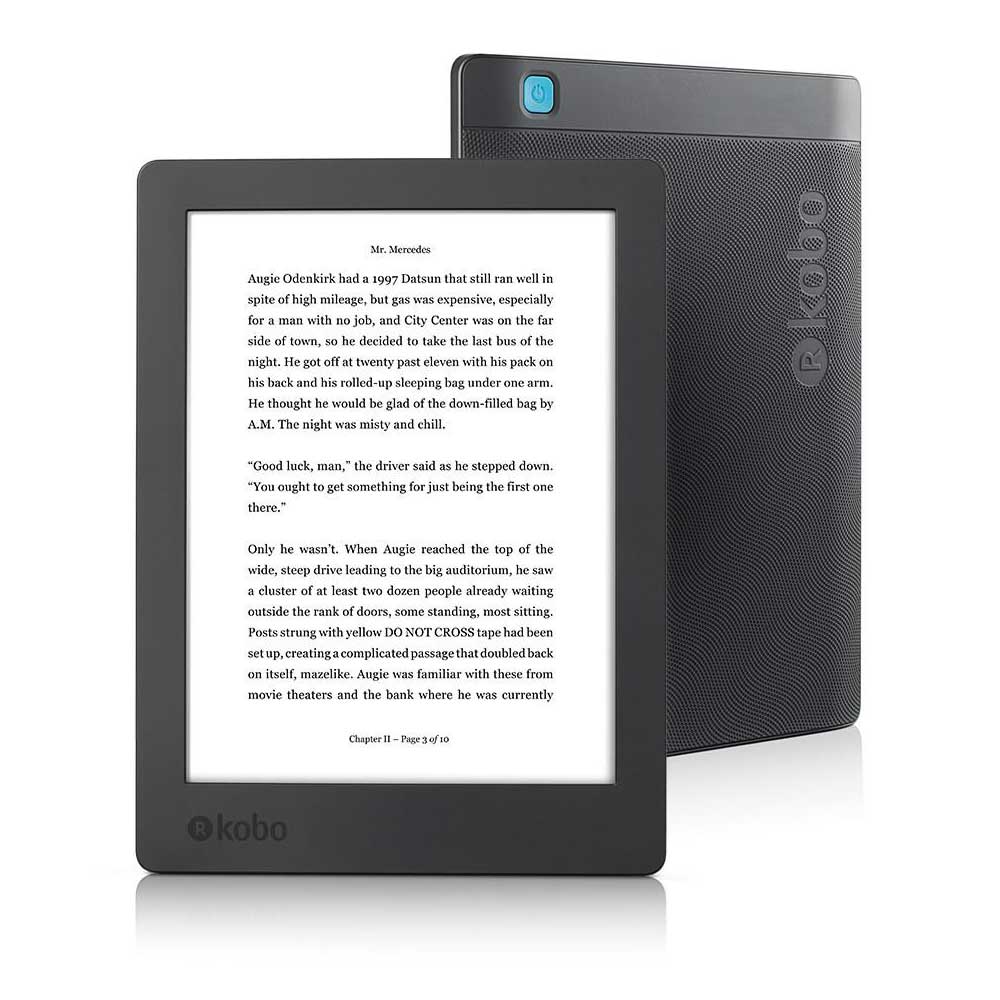 Mr. Mercedes
Augie Odenkirk had a 1997 Datsun that still ran well in
spite of high mileage, but gas was expensive, especially
for a man with no job, and City Center was on the far
side of town, so he decided to take the last bus of the
night. He got off at twenty past eleven with his pack on
his back and his rolled-up sleeping bag under one arm.
He thought he would be glad of the down-filled bag by
A.M. The night was misty and chill.
“Good luck, man,” the driver said as he stepped down.
“You ought to get something for just being the first one
there.”
Only he wasn’t. When Augie reached the top of the
wide, steep drive leading to the big auditorium, he saw
a cluster of at least two dozen people already waiting
outside the rank of doors, some standing, most sitting.
Posts strung with yellow DO NOT CROSS tape had been
set up, creating a complicated passage that doubled back
on itself, mazelike. Augie was familiar with these from
movie theaters and the bank where he was currently
Chapter II – Page 3 of 10
R kobo
R kobo